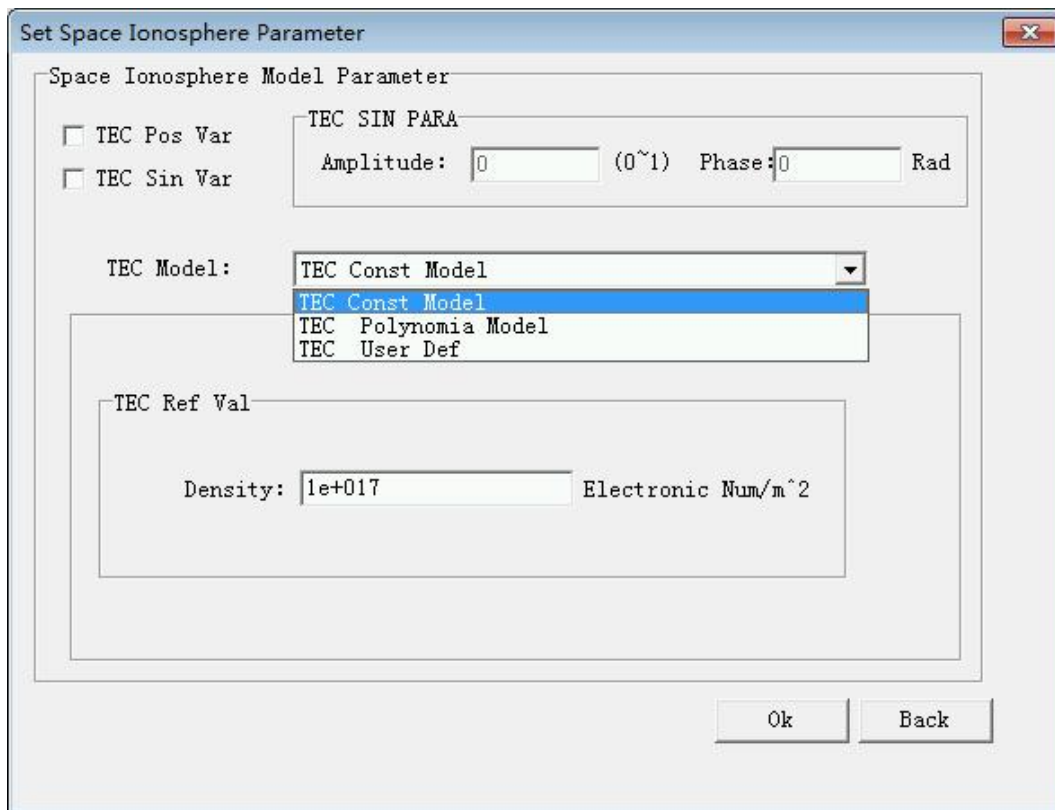 Set Space Ionosphere Parameter
Space Ionosphere Model Parameter
TEC Pos Var
TEC Sin Var
TEC SIN PARA
Amplitude: 0 (0~1) Phase: 0 Rad
TEC Model: TEC Const Model
TEC Const Model
TEC Polynomia Model
TEC User Def
TEC Ref Val
Density: 1e+017 Electronic Num/m^2
Ok Back